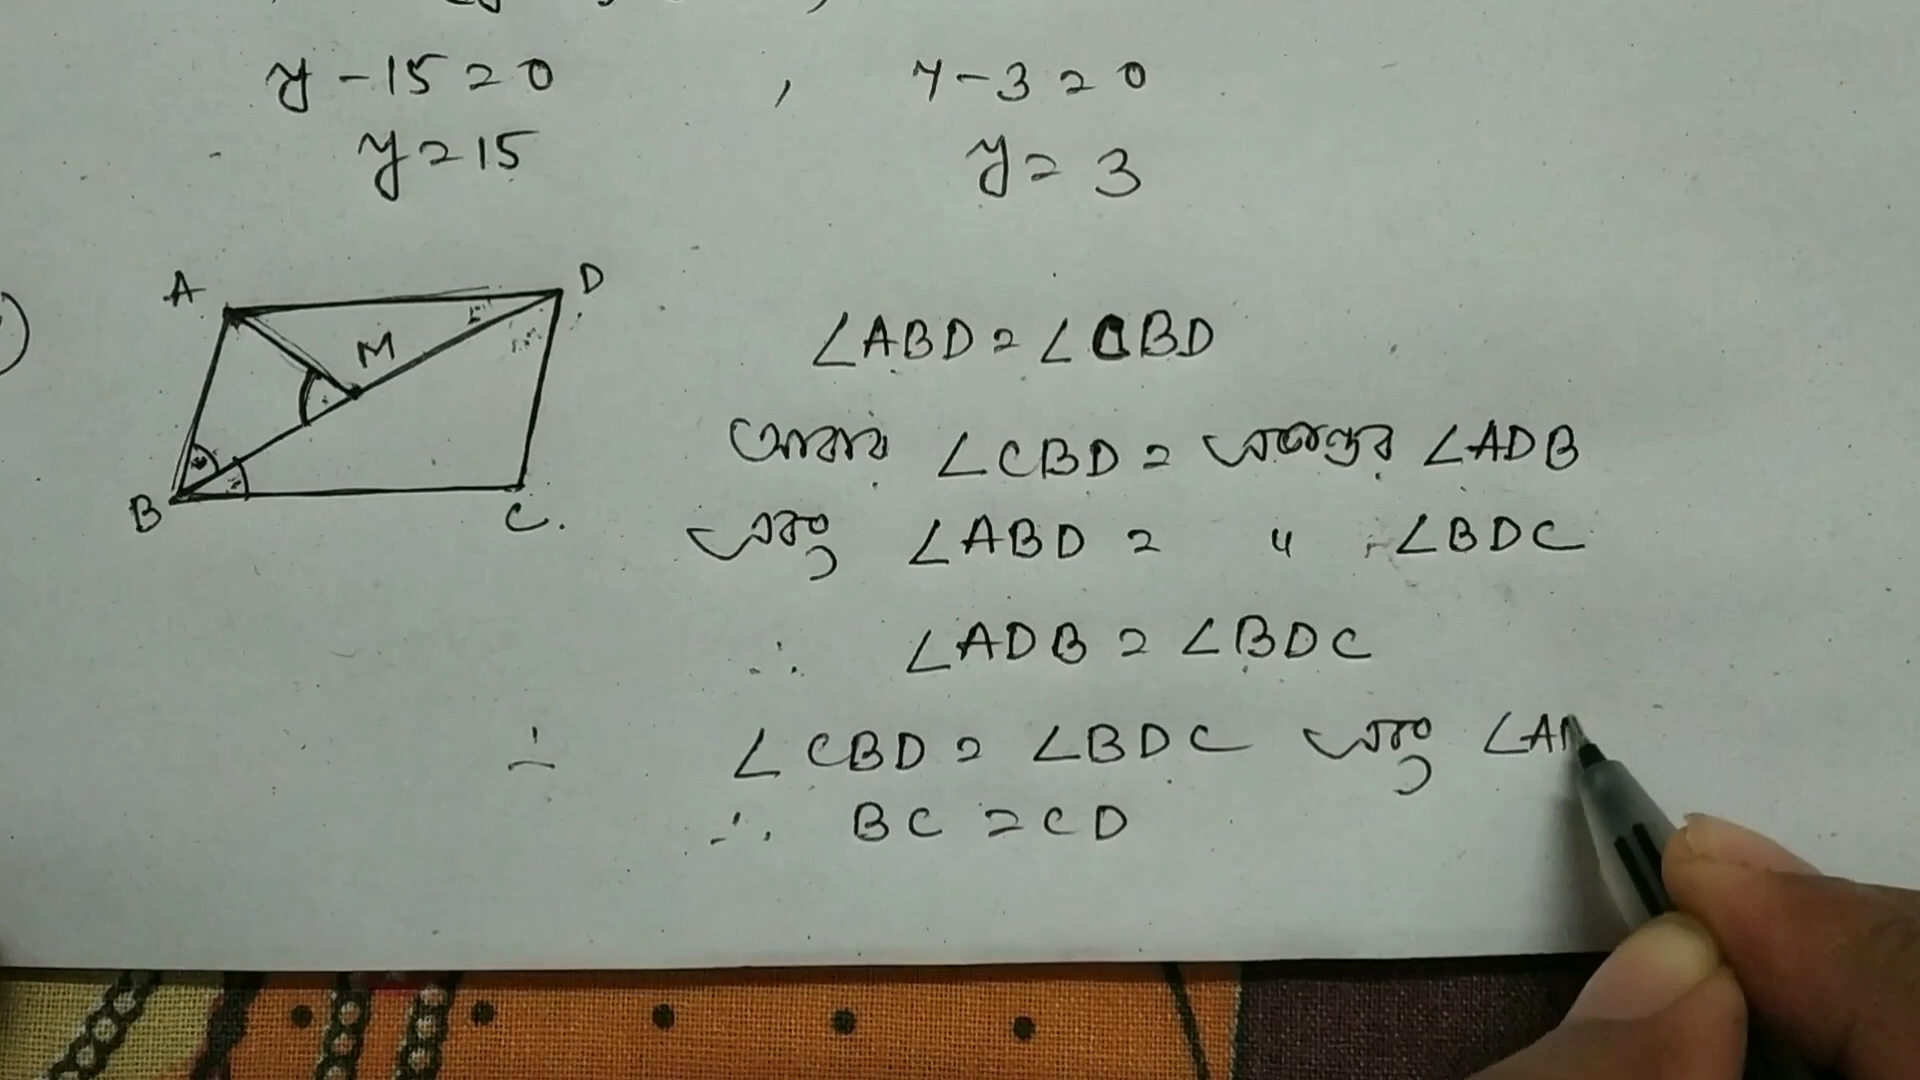 y - 15 = 0 , y - 3 = 0
y = 15 y = 3
A D
M
B C.
∠ABD = ∠CBD
আবার ∠CBD = একান্তর ∠ADB
এবং ∠ABD = " ∠BDC
∴ ∠ADB = ∠BDC
∴ ∠CBD = ∠BDC এবং ∠AD
∴ BC = CD